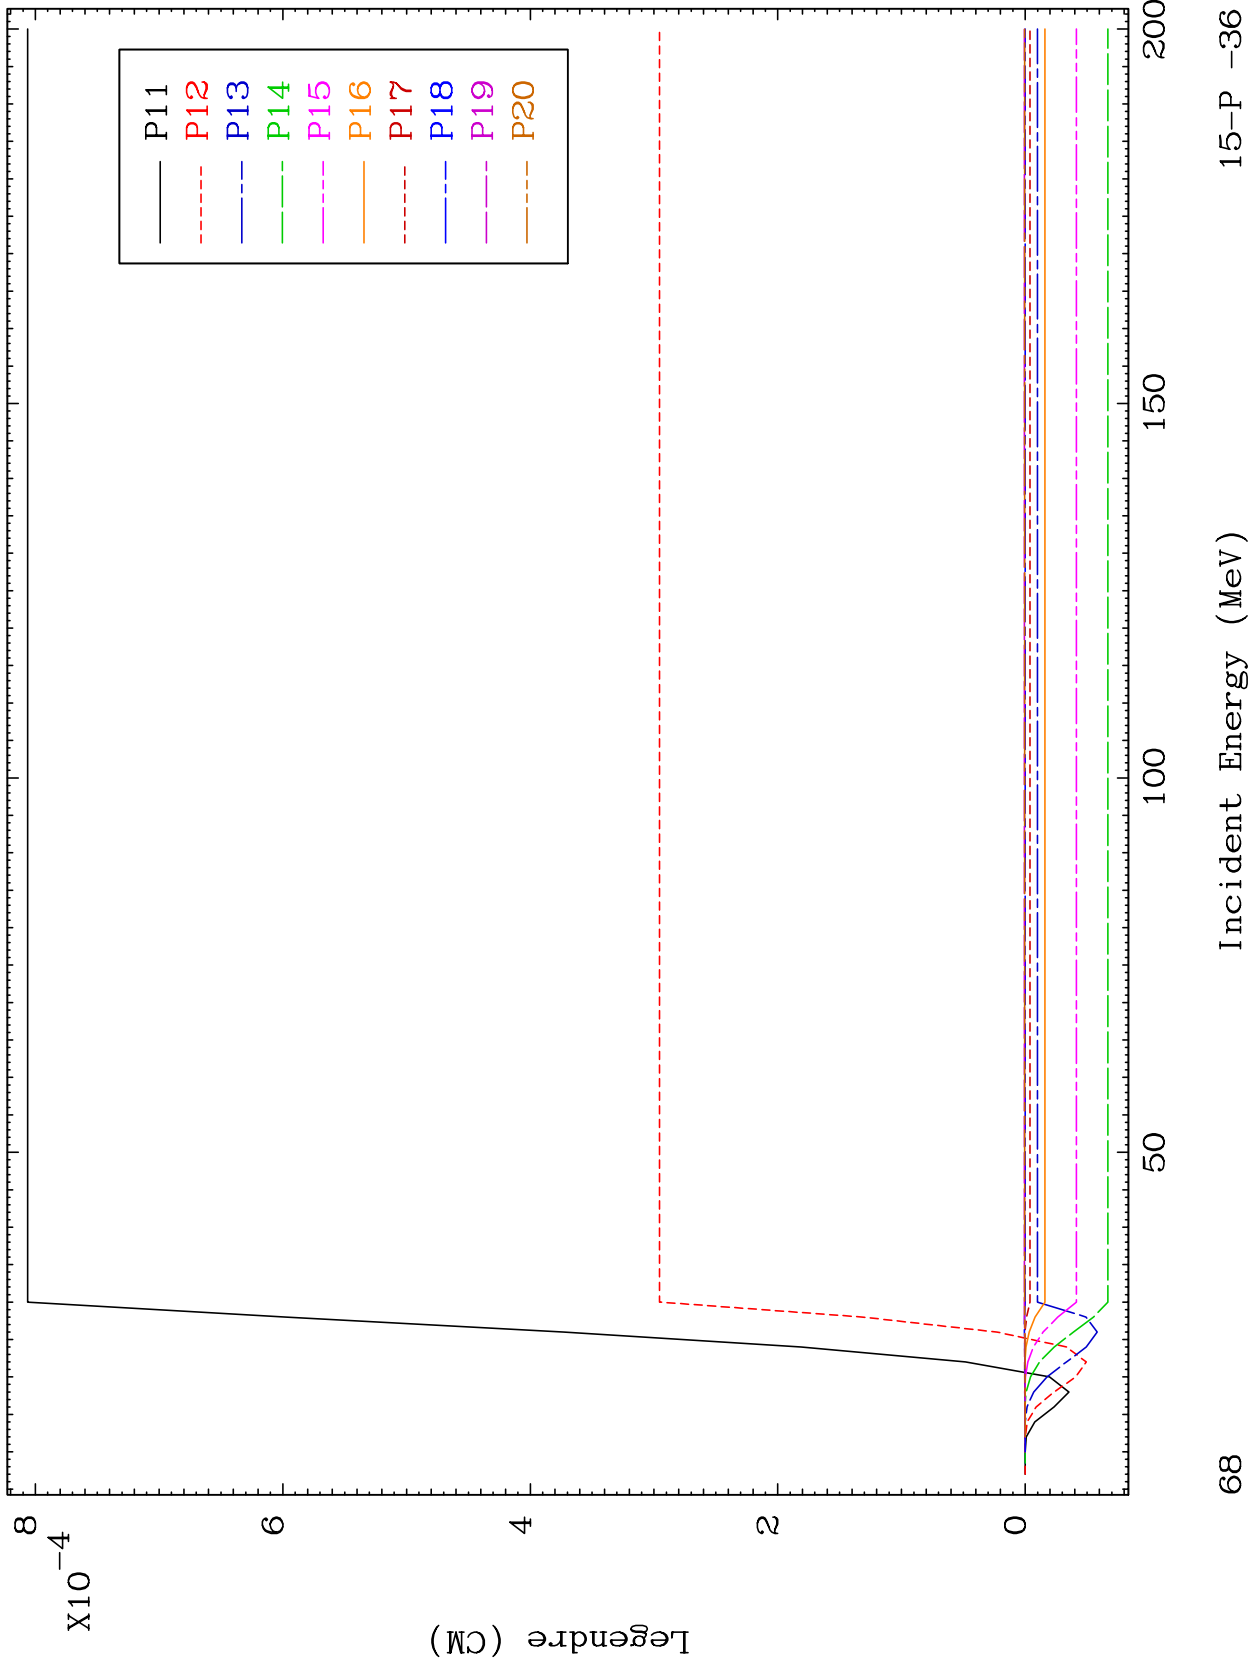 X10-4
8
6
4
2
0
Legendre (CM)
P11
P12
P13
P14
P15
P16
P17
P18
P19
P20
50
100
150
200
68
Incident Energy (MeV)
15-P -36